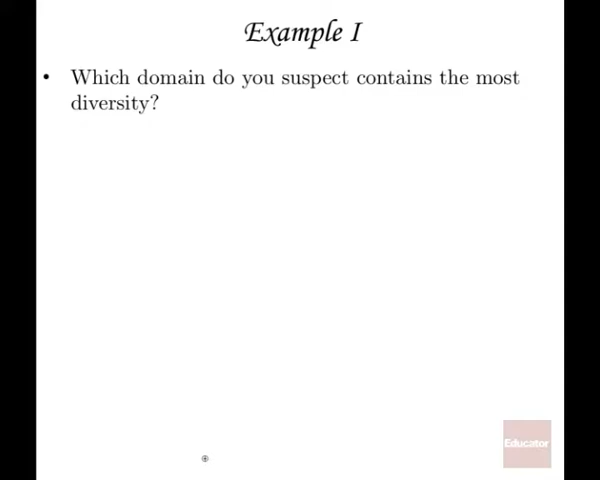 Example I
• Which domain do you suspect contains the most
diversity?
Educator